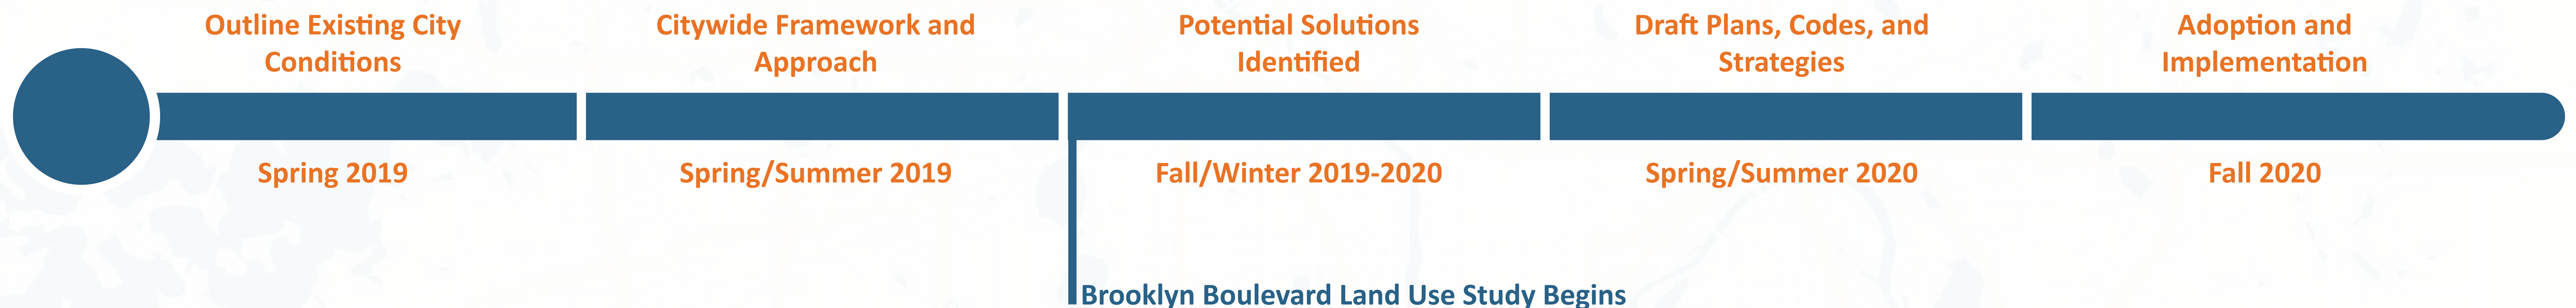 Outline Existing City
Conditions
Citywide Framework and
Approach
Potential Solutions
Identified
Draft Plans, Codes, and
Strategies
Adoption and
Implementation
Spring 2019
Spring/Summer 2019
Fall/Winter 2019-2020
Spring/Summer 2020
Fall 2020
Brooklyn Boulevard Land Use Study Begins